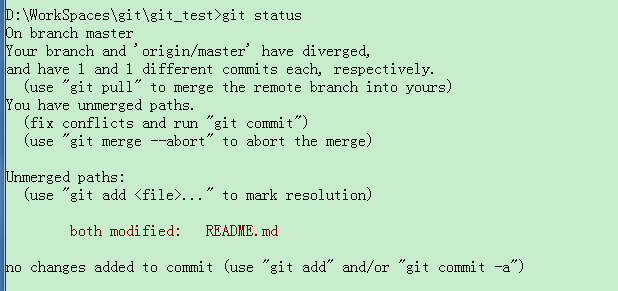 D:\WorkSpaces\git\git_test>git status
On branch master
Your branch and 'origin/master' have diverged,
and have 1 and 1 different commits each, respectively.
  (use "git pull" to merge the remote branch into yours)
You have unmerged paths.
  (fix conflicts and run "git commit")
  (use "git merge --abort" to abort the merge)
Unmerged paths:
  (use "git add <file>..." to mark resolution)
        both modified:   README.md
no changes added to commit (use "git add" and/or "git commit -a")